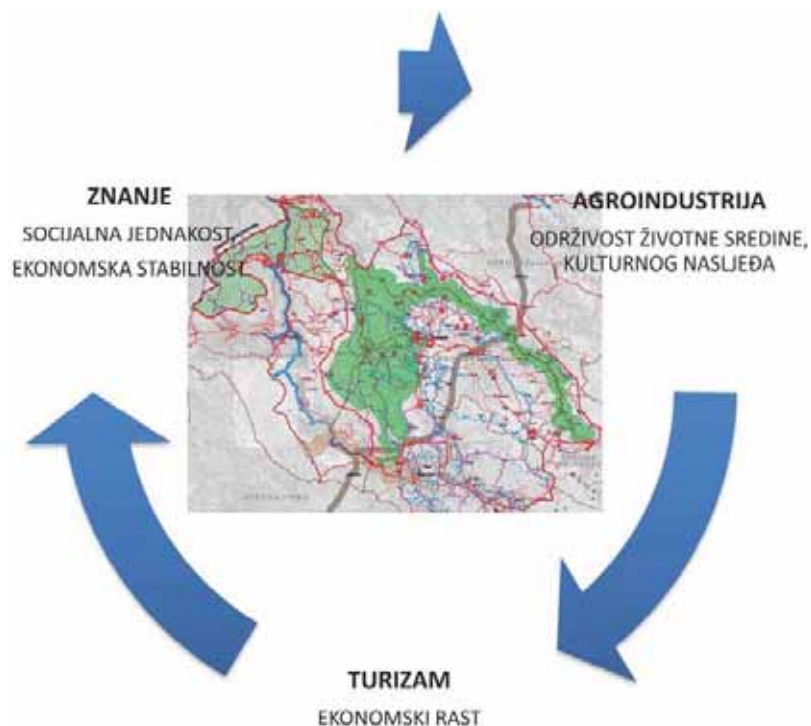 ZNANJE
SOCIJALNA JEDNAKOST,
EKONOMSKA STABILNOST
AGROINDUSTRIJA
ODRŽIVOST ŽIVOTNE SREDINE,
KULTURNOG NASLJEĐA
TURIZAM
EKONOMSKI RAST